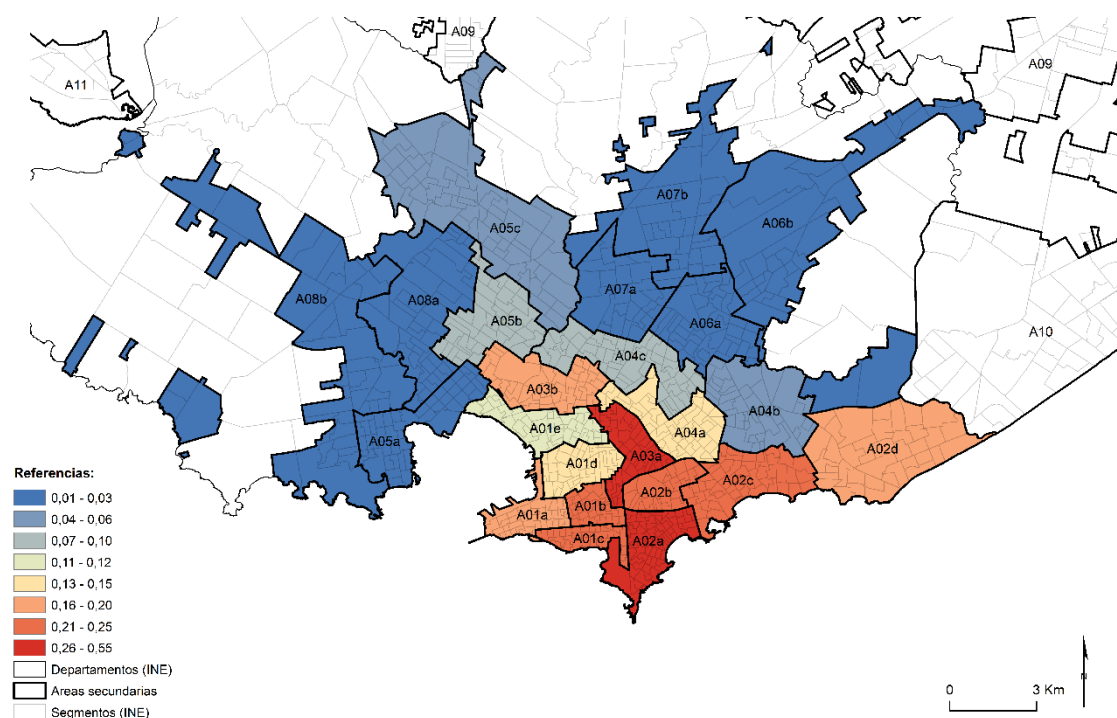 A09
A11
A09
A07b
A06b
A05c
A08b
A08a
A07a
A06a
A05b
A10
A04c
A03b
A04b
A01e
A04a
A05a
A03a
A02d
A01d
A02b
A02c
A01b
A01a
A01c
A02a
Referencias:
0,01 - 0,03
0,04 - 0,06
0,07 - 0,10
0,11 - 0,12
0,13 - 0,15
0,16 - 0,20
0,21 - 0,25
0,26 - 0,55
Departamentos (INE)
Areas secundarias
Segmentos (INE)
0 3 Km